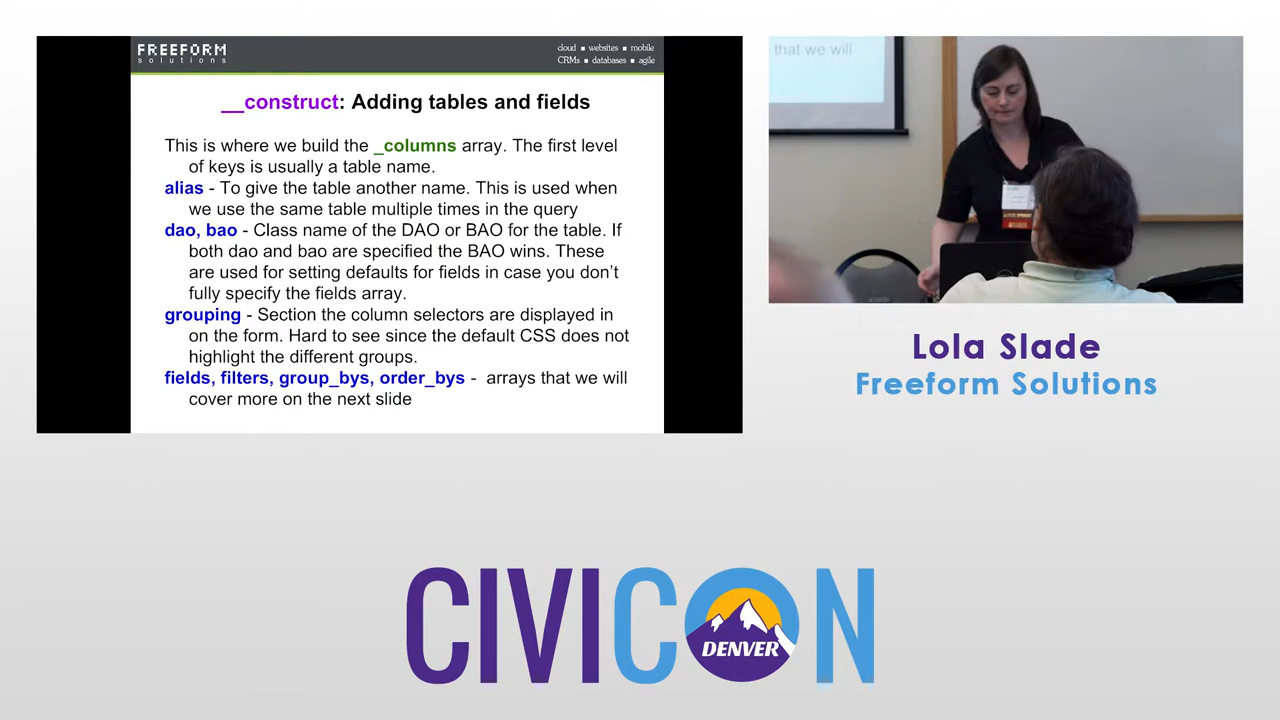 FREEFORM
solutions
cloud ■ websites ■ mobile
CRMs ■ databases ■ agile
__construct: Adding tables and fields
This is where we build the _columns array. The first level
of keys is usually a table name.
alias - To give the table another name. This is used when
we use the same table multiple times in the query
dao, bao - Class name of the DAO or BAO for the table. If
both dao and bao are specified the BAO wins. These
are used for setting defaults for fields in case you don't
fully specify the fields array.
grouping - Section the column selectors are displayed in
on the form. Hard to see since the default CSS does not
highlight the different groups.
fields, filters, group_bys, order_bys - arrays that we will
cover more on the next slide
that we will
Lola Slade
Freeform Solutions
CIVICON
DENVER